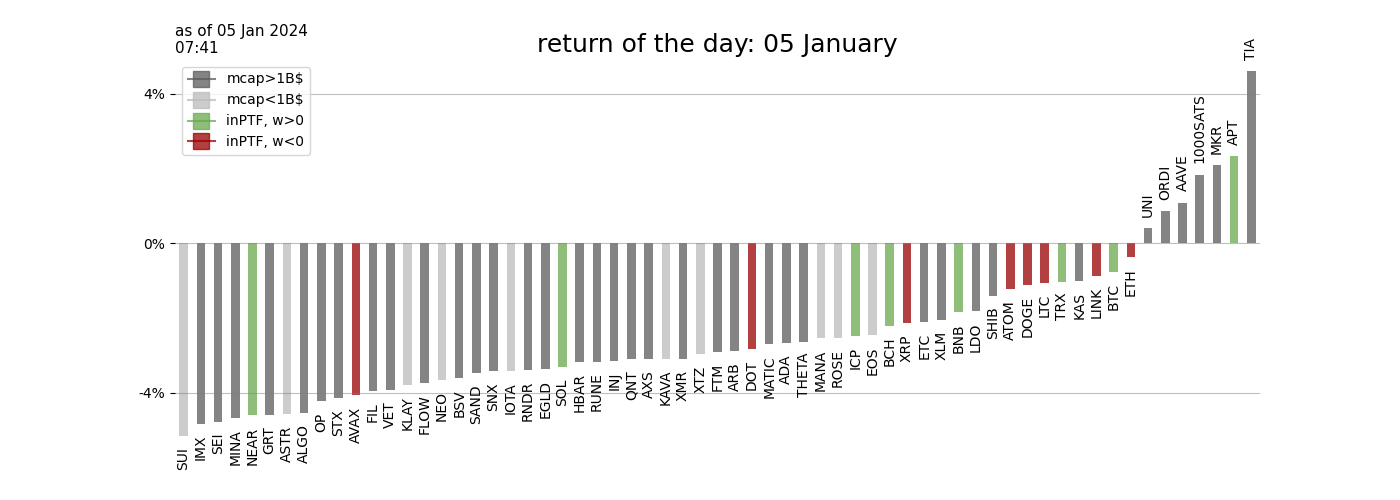 as of 05 Jan 2024
07:41
return of the day: 05 January
mcap>1B$
mcap<1B$
inPTF, w>0
inPTF, w<0
4%
0%
-4%
SUI
IMX
SEI
MINA
NEAR
GRT
ASTR
ALGO
OP
STX
AVAX
FIL
VET
KLAY
FLOW
NEO
BSV
SAND
SNX
IOTA
RNDR
EGLD
SOL
HBAR
RUNE
INJ
QNT
AXS
KAVA
XMR
XTZ
FTM
ARB
DOT
MATIC
ADA
THETA
MANA
ROSE
ICP
EOS
BCH
XRP
ETC
XLM
BNB
LDO
SHIB
ATOM
DOGE
LTC
TRX
KAS
LINK
BTC
ETH
UNI
ORDI
AAVE
1000SATS
MKR
APT
TIA